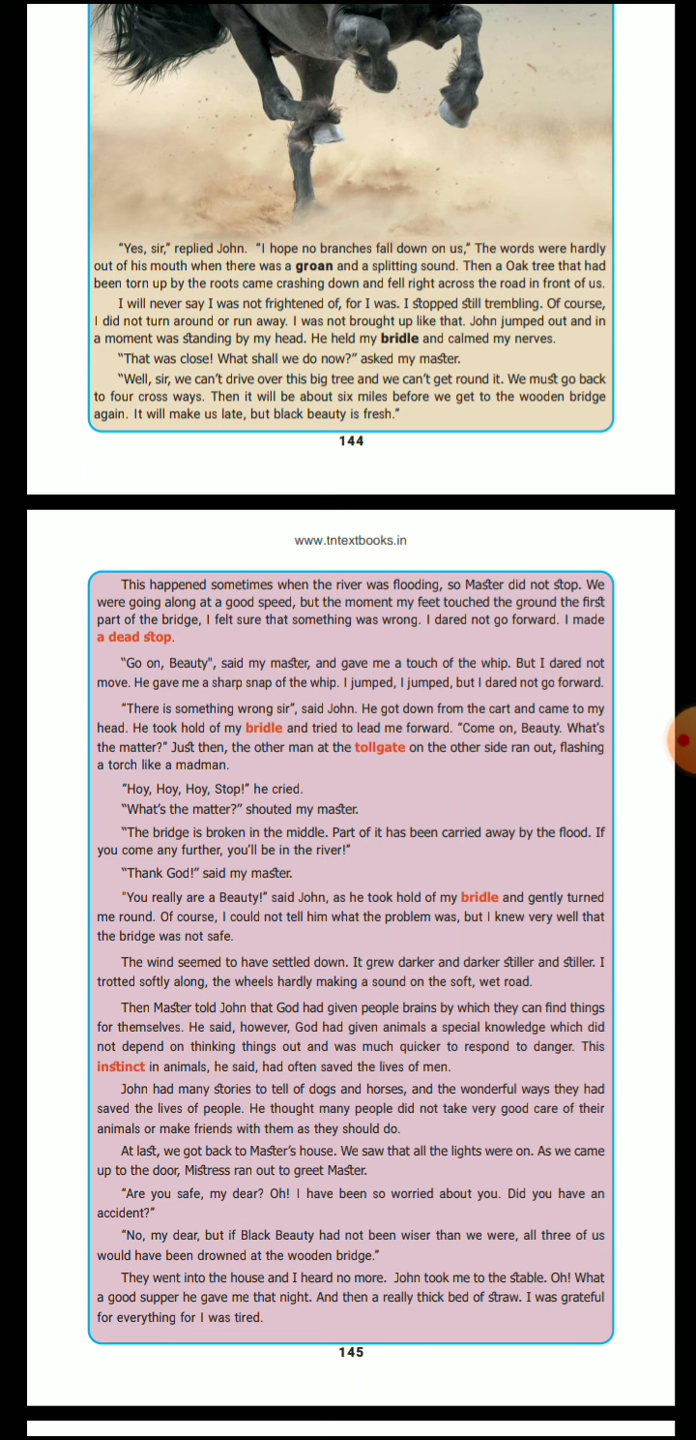 "Yes, sir," replied John. "I hope no branches fall down on us," The words were hardly
out of his mouth when there was a groan and a splitting sound. Then a Oak tree that had
been torn up by the roots came crashing down and fell right across the road in front of us.
I will never say I was not frightened of, for I was. I stopped still trembling. Of course,
I did not turn around or run away. I was not brought up like that. John jumped out and in
a moment was standing by my head. He held my bridle and calmed my nerves.
"That was close! What shall we do now?" asked my master.
"Well, sir, we can't drive over this big tree and we can't get round it. We must go back
to four cross ways. Then it will be about six miles before we get to the wooden bridge
again. It will make us late, but black beauty is fresh."
144
www.tntextbooks.in
This happened sometimes when the river was flooding, so Master did not stop. We
were going along at a good speed, but the moment my feet touched the ground the first
part of the bridge, I felt sure that something was wrong. I dared not go forward. I made
a dead stop.
"Go on, Beauty", said my master, and gave me a touch of the whip. But I dared not
move. He gave me a sharp snap of the whip. I jumped, I jumped, but I dared not go forward.
"There is something wrong sir", said John. He got down from the cart and came to my
head. He took hold of my bridle and tried to lead me forward. "Come on, Beauty. What's
the matter?" Just then, the other man at the tollgate on the other side ran out, flashing
a torch like a madman.
"Hoy, Hoy, Hoy, Stop!" he cried.
"What's the matter?" shouted my master.
"The bridge is broken in the middle. Part of it has been carried away by the flood. If
you come any further, you'll be in the river!"
"Thank God!" said my master.
"You really are a Beauty!" said John, as he took hold of my bridle and gently turned
me round. Of course, I could not tell him what the problem was, but I knew very well that
the bridge was not safe.
The wind seemed to have settled down. It grew darker and darker stiller and stiller. I
trotted softly along, the wheels hardly making a sound on the soft, wet road.
Then Master told John that God had given people brains by which they can find things
for themselves. He said, however, God had given animals a special knowledge which did
not depend on thinking things out and was much quicker to respond to danger. This
instinct in animals, he said, had often saved the lives of men.
John had many stories to tell of dogs and horses, and the wonderful ways they had
saved the lives of people. He thought many people did not take very good care of their
animals or make friends with them as they should do.
At last, we got back to Master's house. We saw that all the lights were on. As we came
up to the door, Mistress ran out to greet Master.
"Are you safe, my dear? Oh! I have been so worried about you. Did you have an
accident?"
"No, my dear, but if Black Beauty had not been wiser than we were, all three of us
would have been drowned at the wooden bridge."
They went into the house and I heard no more. John took me to the stable. Oh! What
a good supper he gave me that night. And then a really thick bed of straw. I was grateful
for everything for I was tired.
145